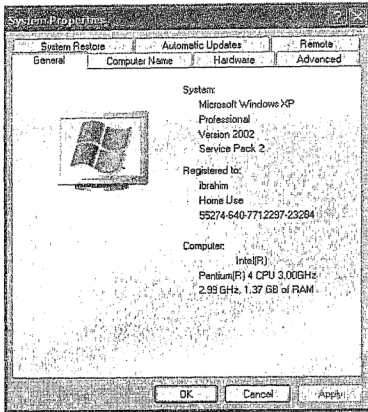 System Properties
System Restore Automatic Updates Remote
General Computer Name Hardware Advanced
System:
Microsoft Windows XP
Professional
Version 2002
Service Pack 2
Registered to:
ibrahim
Home Use
55274-640-7712297-23264
Computer:
Intel(R)
Pentium(R) 4 CPU 3.00GHz
2.99 GHz, 1.37 GB of RAM
OK Cancel Apply